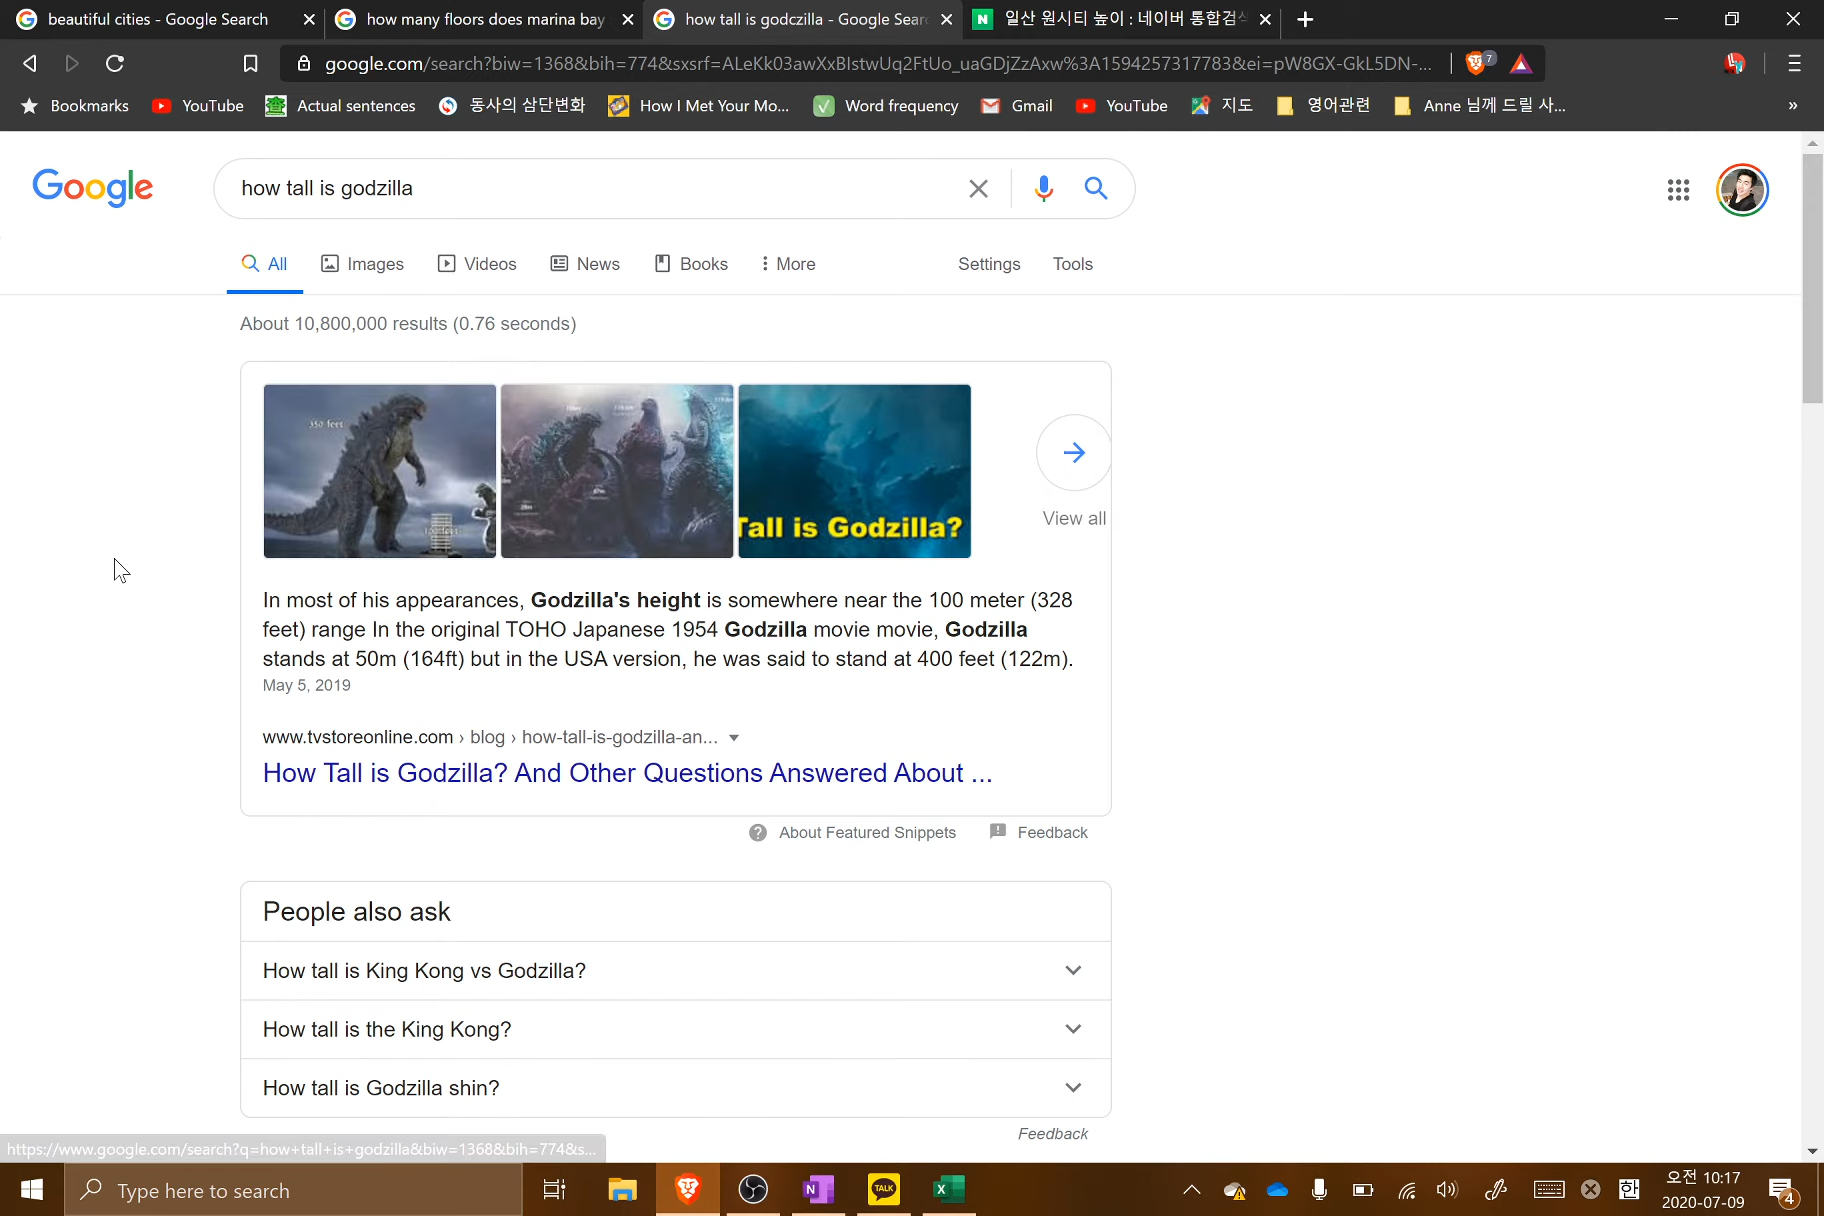 beautiful cities - Google Search
how many floors does marina bay
how tall is godczilla - Google Sear
N 일산 원시티 높이 : 네이버 통합검색
google.com/search?biw=1368&bih=774&sxsrf=ALeKk03awXxBIstwUq2FtUo_uaGDjZzAxw%3A1594257317783&ei=pW8GX-GkL5DN-...
7
Bookmarks
YouTube
Actual sentences
동사의 삼단변화
How I Met Your Mo...
Word frequency
Gmail
YouTube
지도
영어관련
Anne 님께 드릴 사...
»
Google
how tall is godzilla
All
Images
Videos
News
Books
More
Settings
Tools
About 10,800,000 results (0.76 seconds)
350 feet
Tall is Godzilla?
View all
In most of his appearances, Godzilla's height is somewhere near the 100 meter (328
feet) range In the original TOHO Japanese 1954 Godzilla movie movie, Godzilla
stands at 50m (164ft) but in the USA version, he was said to stand at 400 feet (122m).
May 5, 2019
www.tvstoreonline.com › blog › how-tall-is-godzilla-an...
How Tall is Godzilla? And Other Questions Answered About ...
About Featured Snippets
Feedback
People also ask
How tall is King Kong vs Godzilla?
How tall is the King Kong?
How tall is Godzilla shin?
Feedback
https://www.google.com/search?q=how+tall+is+godzilla&biw=1368&bih=774&s...
Type here to search
N
TALK
X
한
오전 10:17
2020-07-09
4